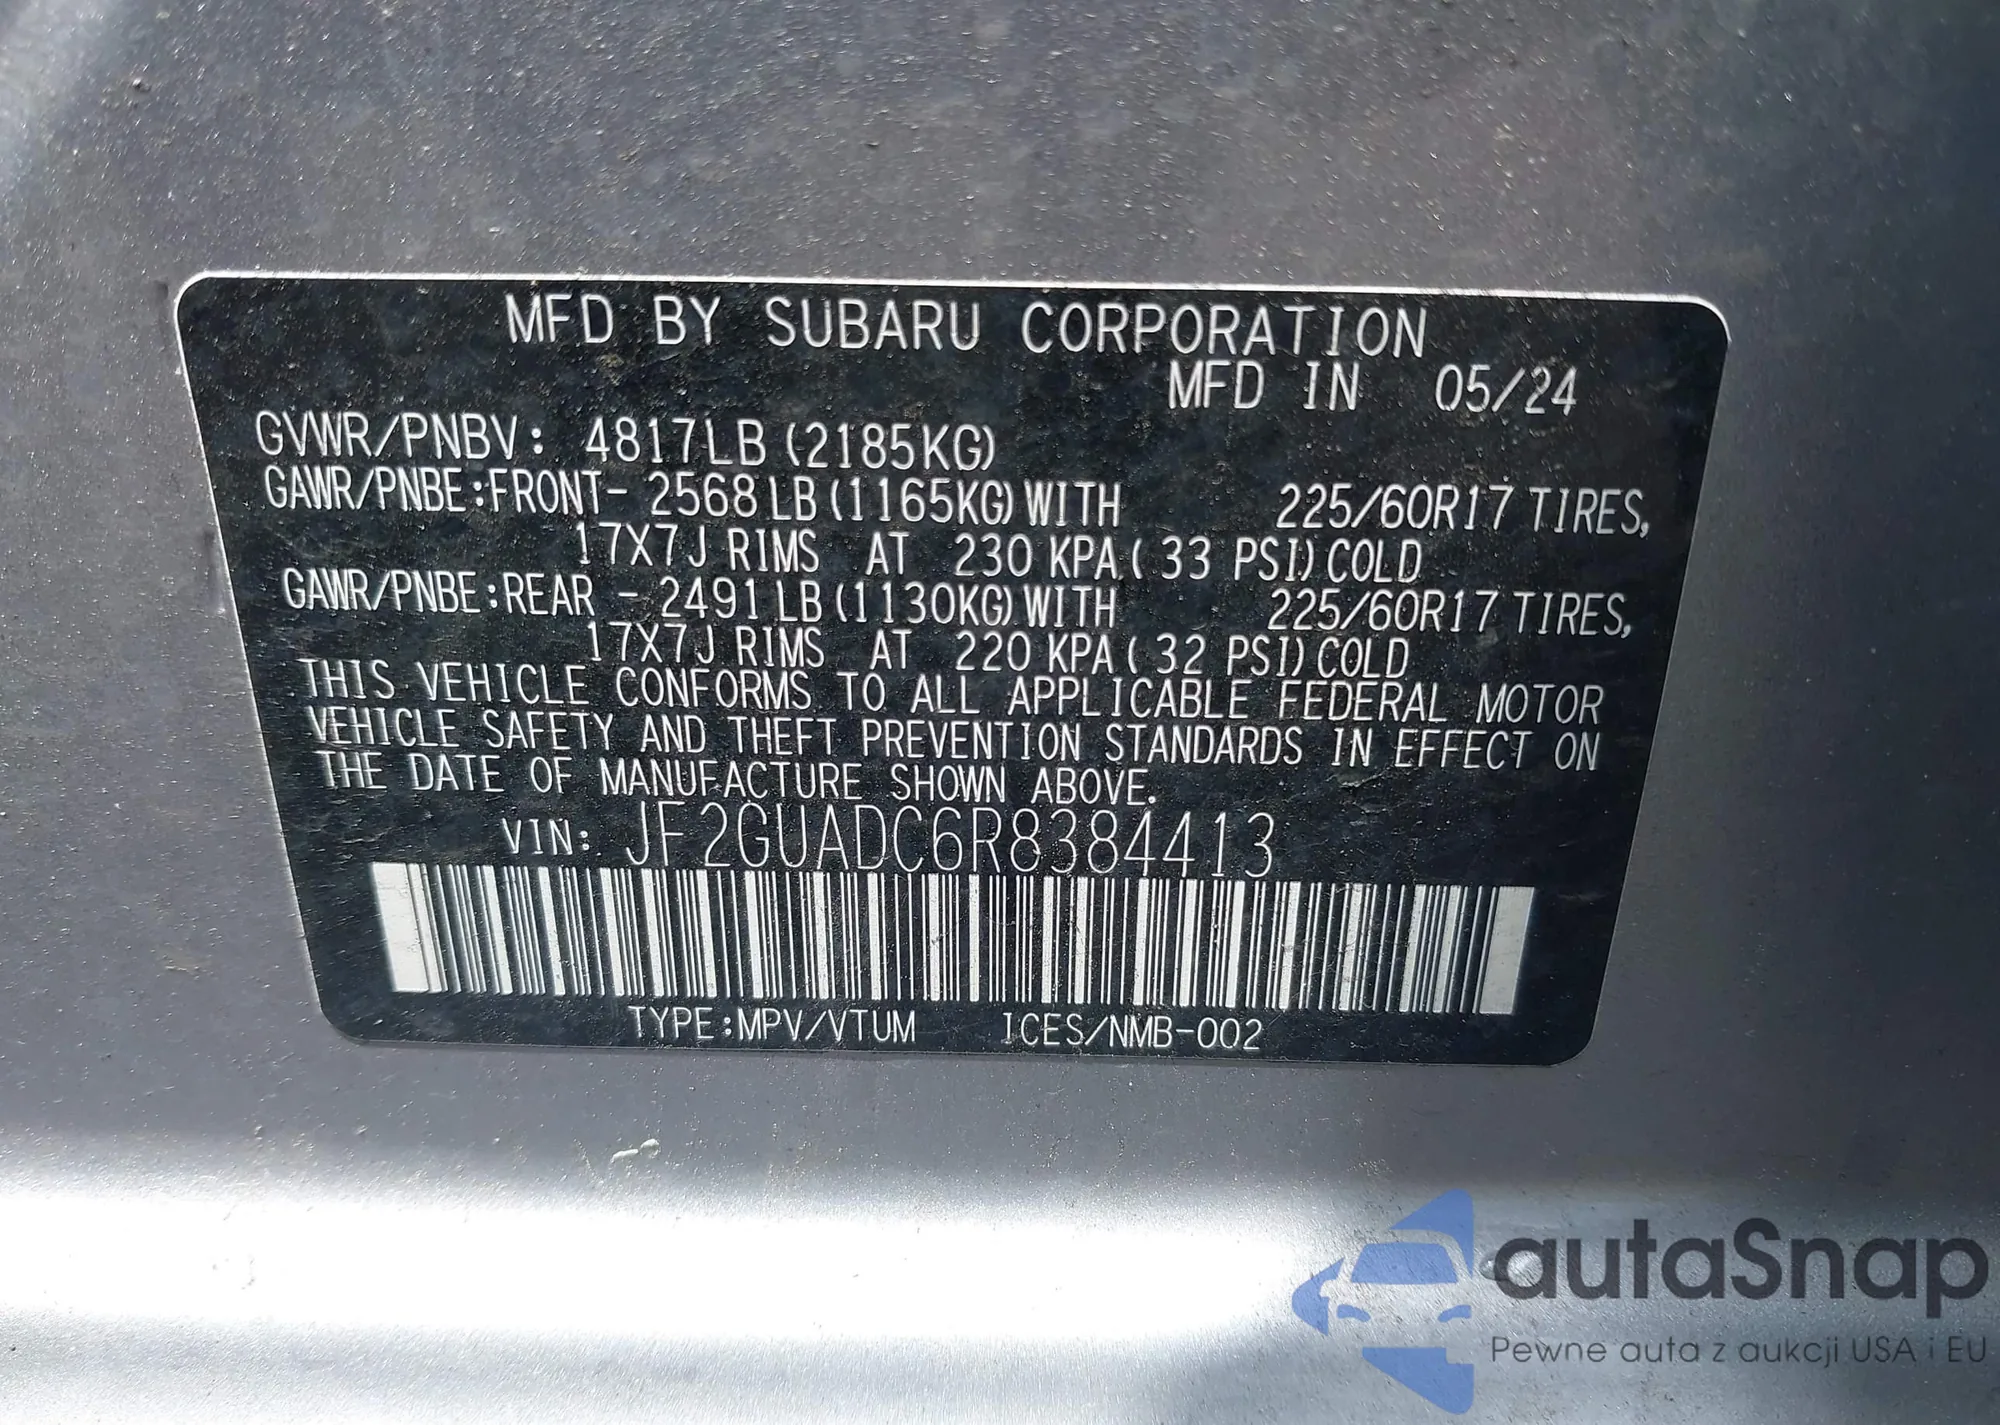 MFD BY SUBARU CORPORATION
MFD IN 05/24
GVWR/PNBV: 4817LB (2185KG)
GAWR/PNBE:FRONT- 2568 LB (1165KG) WITH 225/60R17 TIRES,
17X7J RIMS AT 230 KPA ( 33 PSI) COLD
GAWR/PNBE:REAR - 2491 LB (1130KG) WITH 225/60R17 TIRES,
17X7J RIMS AT 220 KPA ( 32 PSI) COLD
THIS VEHICLE CONFORMS TO ALL APPLICABLE FEDERAL MOTOR
VEHICLE SAFETY AND THEFT PREVENTION STANDARDS IN EFFECT ON
THE DATE OF MANUFACTURE SHOWN ABOVE.
VIN: JF2GUADC6R8384413
TYPE:MPV/VTUM ICES/NMB-002
autaSnap
Pewne auta z aukcji USA i EU